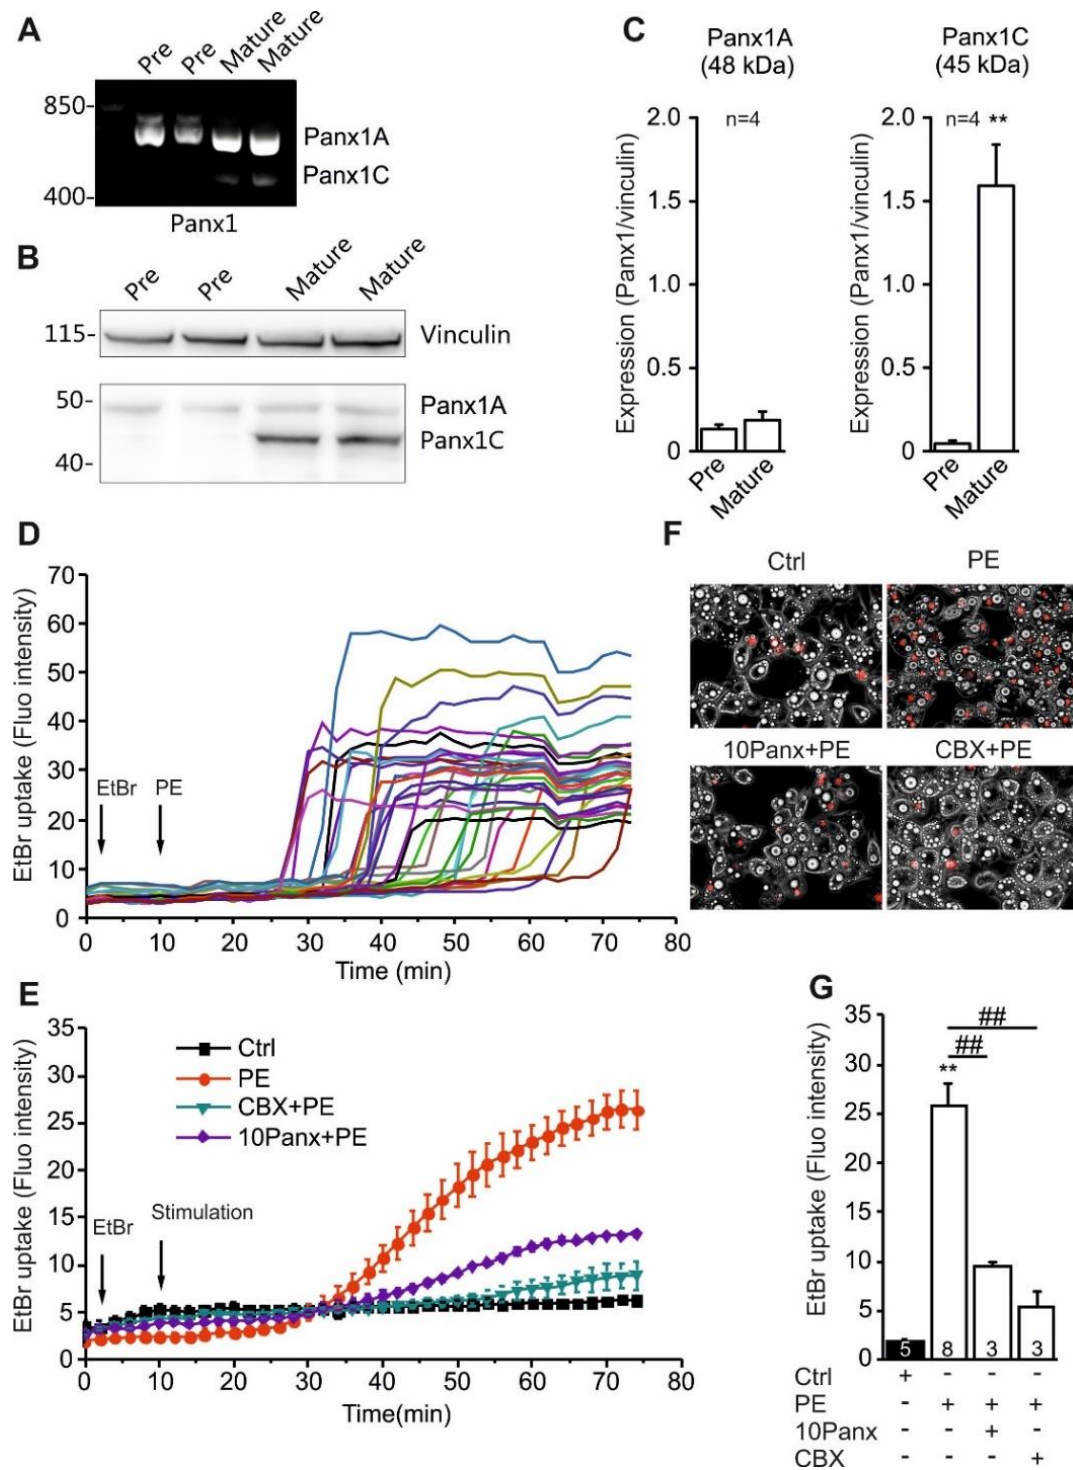 A
Pre Pre Mature Mature
850-
Panx1A
Panx1C
400-
Panx1
B
Pre Pre Mature Mature
115-
Vinculin
50-
Panx1A
Panx1C
40-
C
Panx1A
(48 kDa)
Expression (Panx1/vinculin)
2.0
1.5
1.0
0.5
0
n=4
Pre Mature
Panx1C
(45 kDa)
Expression (Panx1/vinculin)
2.0
1.5
1.0
0.5
0
n=4 **
Pre Mature
D
EtBr uptake (Fluo intensity)
70
60
50
40
30
20
10
0
EtBr PE
0 10 20 30 40 50 60 70 80
Time (min)
F
Ctrl PE
10Panx+PE CBX+PE
E
EtBr uptake (Fluo intensity)
35
30
25
20
15
10
5
0
Ctrl
PE
CBX+PE
10Panx+PE
EtBr Stimulation
0 10 20 30 40 50 60 70 80
Time(min)
G
EtBr uptake (Fluo intensity)
35
30
25
20
15
10
5
0
##
##
**
5 8 3 3
Ctrl + - - -
PE - + + +
10Panx - - + -
CBX - - - +